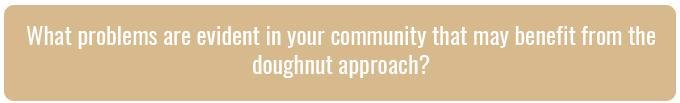 What problems are evident in your community that may benefit from the
doughnut approach?